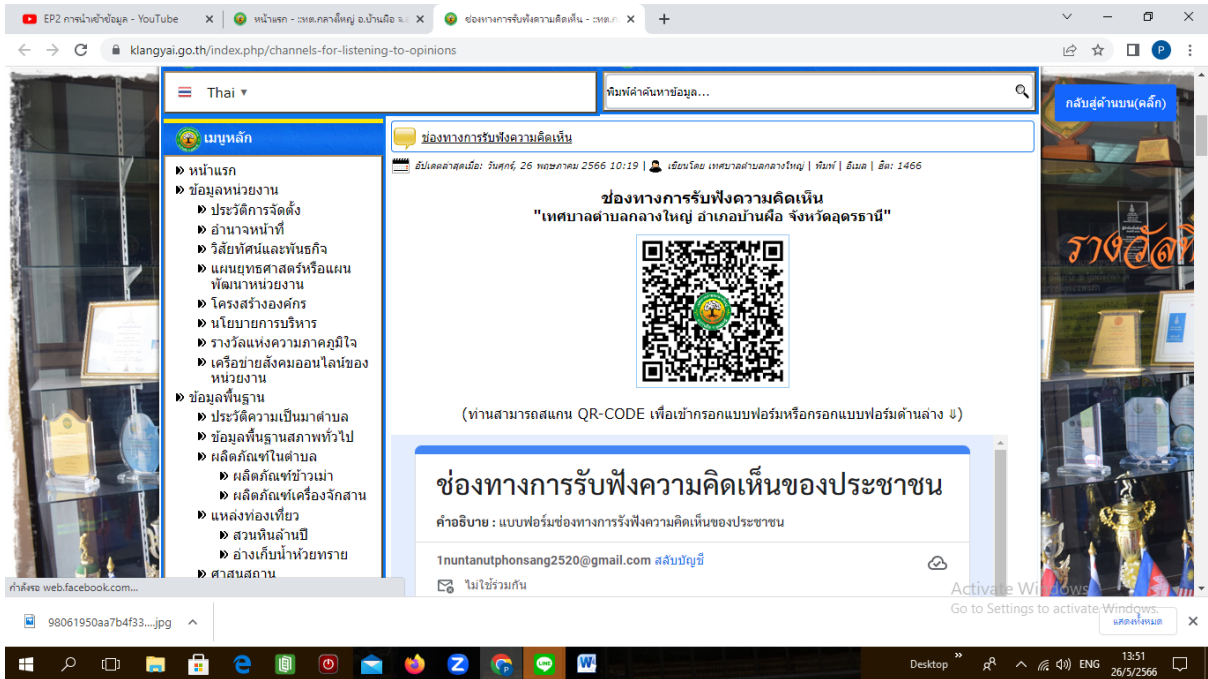 EP2 การนำเข้าข้อมูล - YouTube
หน้าแรก - :ทต.กลางใหญ่ อ.บ้านผือ จ.
ช่องทางการรับฟังความคิดเห็น - :ทต.ก
klangyai.go.th/index.php/channels-for-listening-to-opinions
P
Thai ▾
พิมพ์คำค้นหาข้อมูล...
กลับสู่ด้านบน(คลิ๊ก)
เมนูหลัก
หน้าแรก
ข้อมูลหน่วยงาน
ประวัติการจัดตั้ง
อำนาจหน้าที่
วิสัยทัศน์และพันธกิจ
แผนยุทธศาสตร์หรือแผน
พัฒนาหน่วยงาน
โครงสร้างองค์กร
นโยบายการบริหาร
รางวัลแห่งความภาคภูมิใจ
เครือข่ายสังคมออนไลน์ของ
หน่วยงาน
ข้อมูลพื้นฐาน
ประวัติความเป็นมาตำบล
ข้อมูลพื้นฐานสภาพทั่วไป
ผลิตภัณฑ์ในตำบล
ผลิตภัณฑ์ข้าวเม่า
ผลิตภัณฑ์เครื่องจักสาน
แหล่งท่องเที่ยว
สวนหินล้านปี
อ่างเก็บน้ำห้วยทราย
ศาสนสถาน
ช่องทางการรับฟังความคิดเห็น
อัปเดตล่าสุดเมื่อ: วันศุกร์, 26 พฤษภาคม 2566 10:19 | เขียนโดย เทศบาลตำบลกลางใหญ่ | พิมพ์ | อีเมล | ฮิต: 1466
ช่องทางการรับฟังความคิดเห็น
"เทศบาลตำบลกลางใหญ่ อำเภอบ้านผือ จังหวัดอุดรธานี"
(ท่านสามารถสแกน QR-CODE เพื่อเข้ากรอกแบบฟอร์มหรือกรอกแบบฟอร์มด้านล่าง ⇓)
ช่องทางการรับฟังความคิดเห็นของประชาชน
คำอธิบาย : แบบฟอร์มช่องทางการรังฟังความคิดเห็นของประชาชน
1nuntanutphonsang2520@gmail.com สลับบัญชี
ไม่ใช้ร่วมกัน
กำลังรอ web.facebook.com...
Activate Windows
Go to Settings to activate Windows.
98061950aa7b4f33....jpg
แสดงทั้งหมด
Desktop
ENG
13:51
26/5/2566